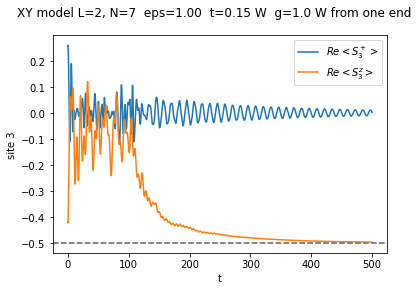 XY model L=2, N=7 eps=1.00 t=0.15 W g=1.0 W from one end
Re<S₃⁺>
Re<S₃ᶻ>
0.2
0.1
0.0
−0.1
−0.2
−0.3
−0.4
−0.5
site 3
0 100 200 300 400 500
t